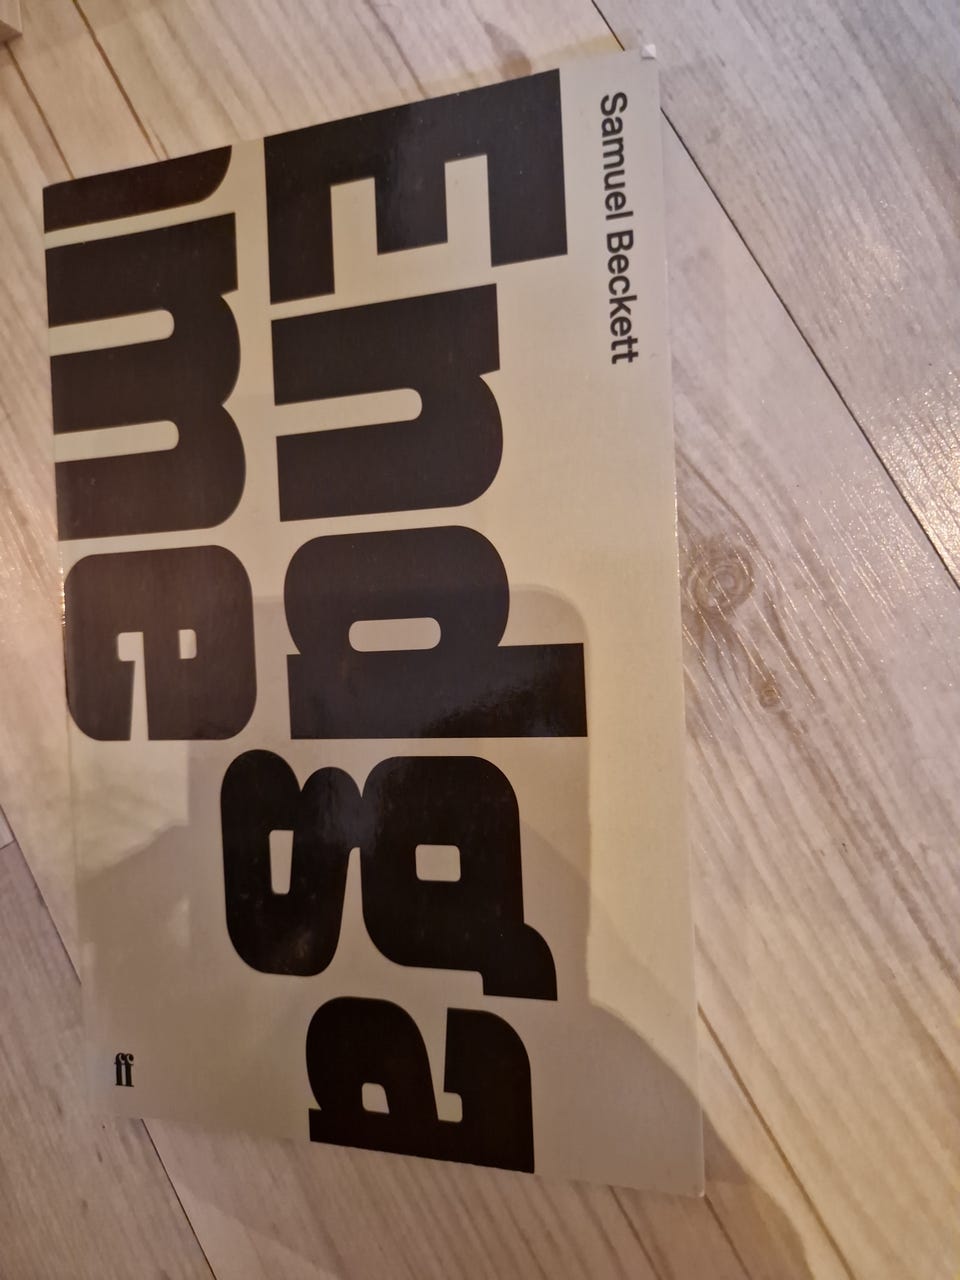 Samuel Beckett
Endga
me
ff